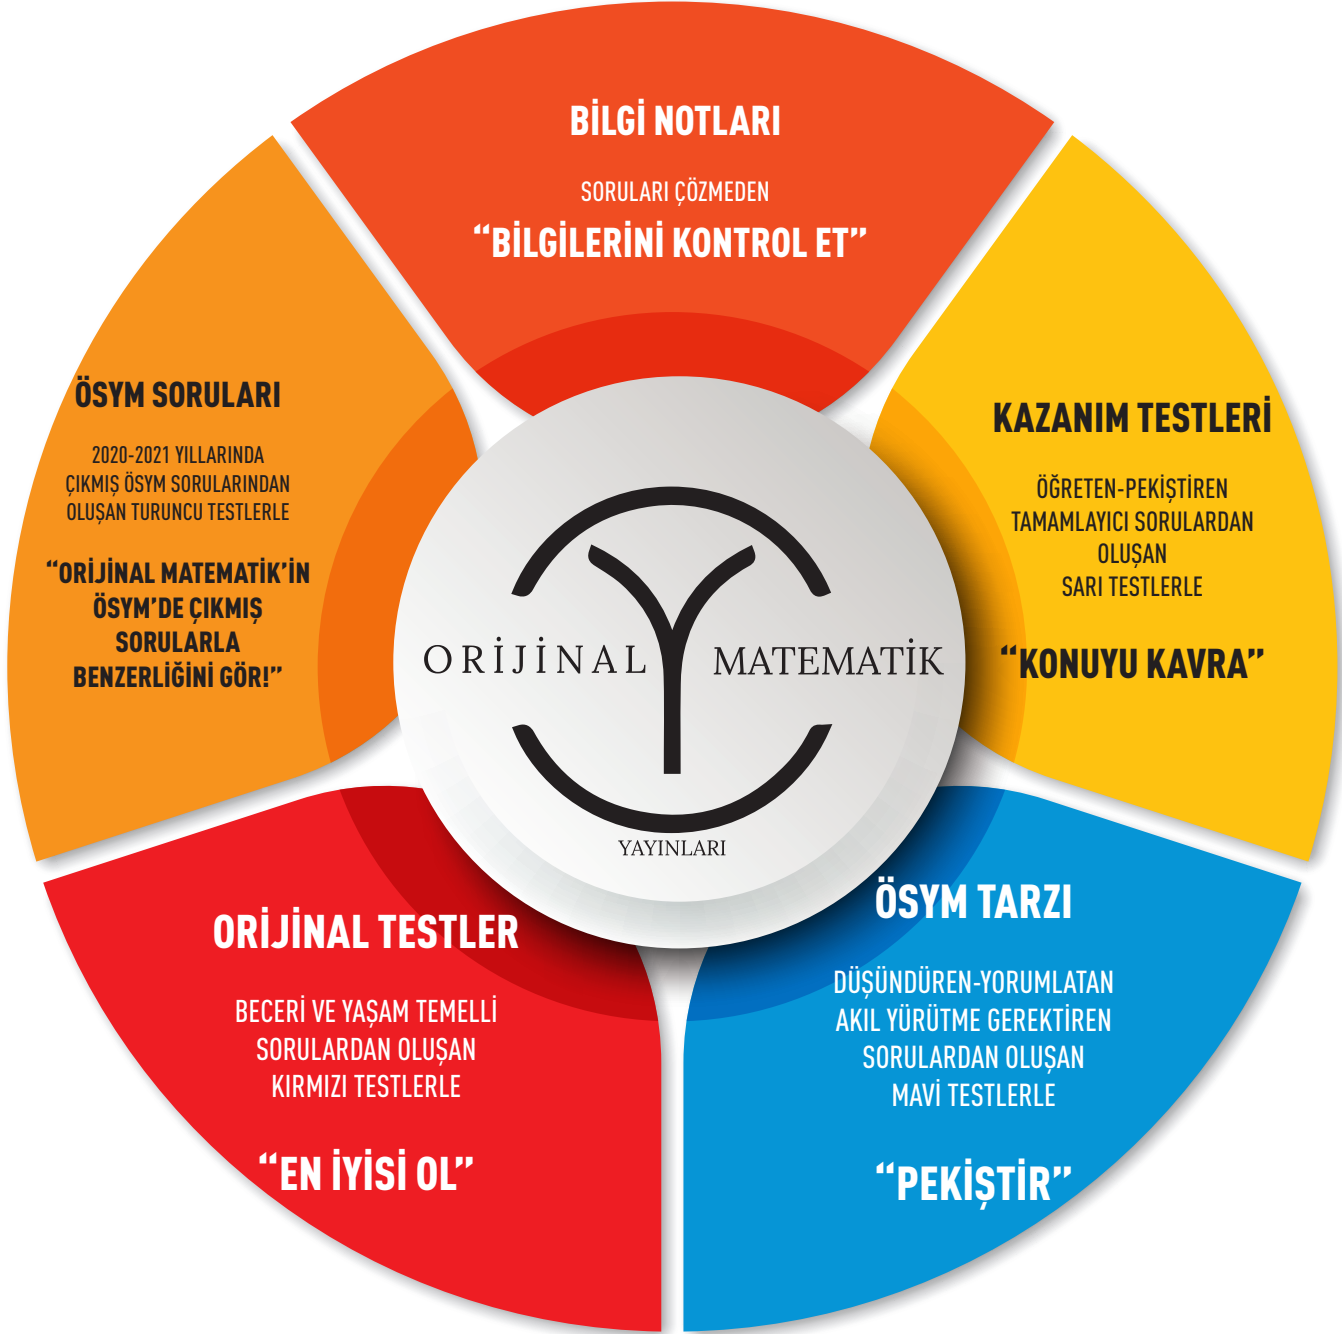 BİLGİ NOTLARI
SORULARI ÇÖZMEDEN
“BİLGİLERİNİ KONTROL ET”
KAZANIM TESTLERİ
ÖĞRETEN-PEKİŞTİREN
TAMAMLAYICI SORULARDAN
OLUŞAN
SARI TESTLERLE
“KONUYU KAVRA”
ÖSYM TARZI
DÜŞÜNDÜREN-YORUMLATAN
AKIL YÜRÜTME GEREKTİREN
SORULARDAN OLUŞAN
MAVİ TESTLERLE
“PEKİŞTİR”
ORİJİNAL TESTLER
BECERİ VE YAŞAM TEMELLİ
SORULARDAN OLUŞAN
KIRMIZI TESTLERLE
“EN İYİSİ OL”
ÖSYM SORULARI
2020-2021 YILLARINDA
ÇIKMIŞ ÖSYM SORULARINDAN
OLUŞAN TURUNCU TESTLERLE
“ORİJİNAL MATEMATİK’İN
ÖSYM’DE ÇIKMIŞ
SORULARLA
BENZERLİĞİNİ GÖR!”
ORİJİNAL MATEMATİK
YAYINLARI